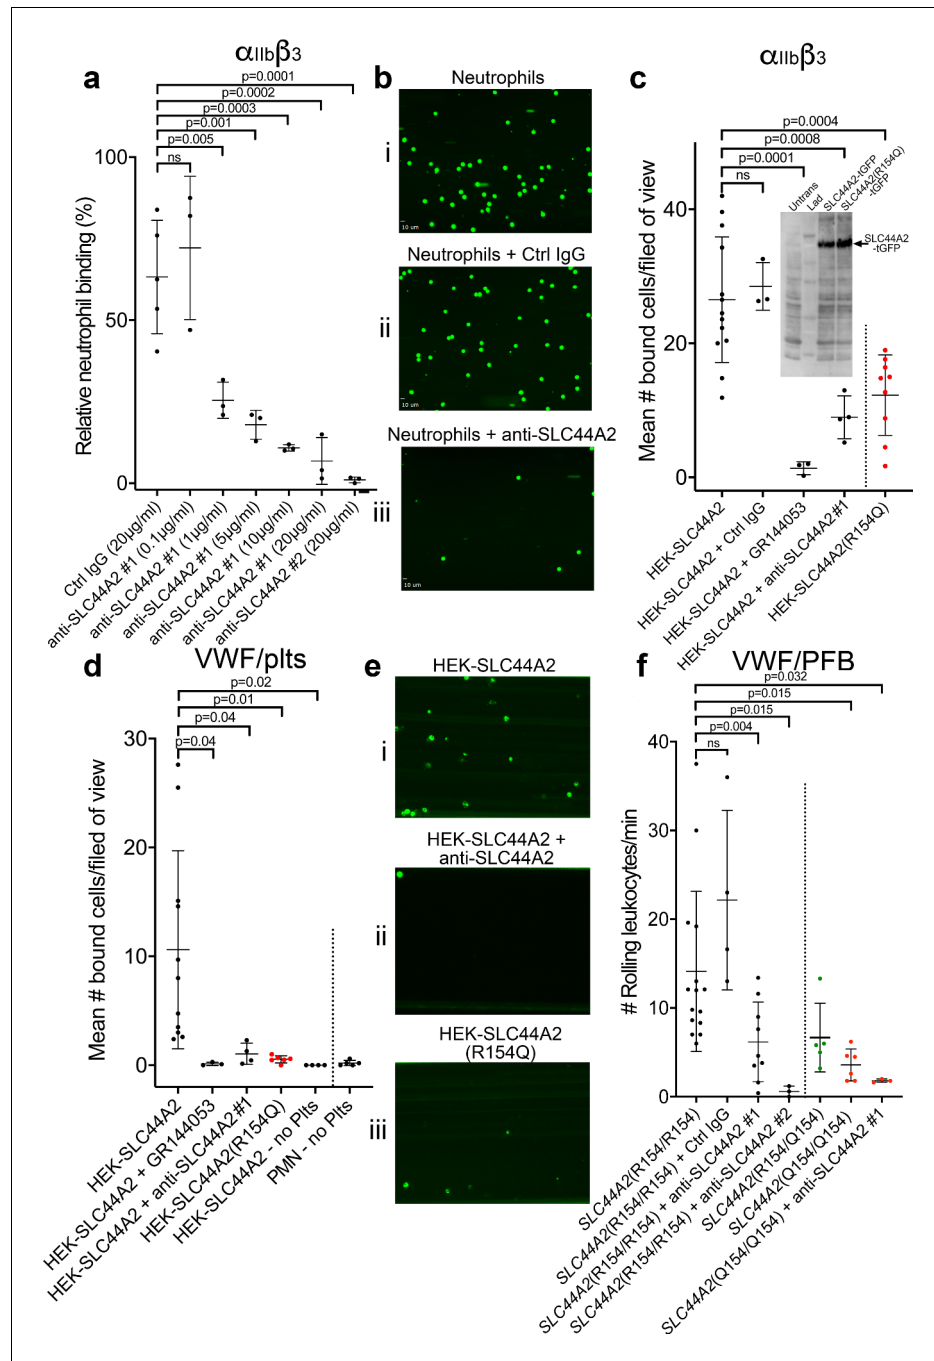 αIIbβ3
a
p=0.0001
p=0.0002
p=0.0003
p=0.001
p=0.005
ns
Relative neutrophil binding (%)
100
50
0
Ctrl IgG (20μg/ml)
anti-SLC44A2 #1 (0.1μg/ml)
anti-SLC44A2 #1 (1μg/ml)
anti-SLC44A2 #1 (5μg/ml)
anti-SLC44A2 #1 (10μg/ml)
anti-SLC44A2 #1 (20μg/ml)
anti-SLC44A2 #2 (20μg/ml)
b
Neutrophils
i
10 um
Neutrophils + Ctrl IgG
ii
10 um
Neutrophils + anti-SLC44A2
iii
10 um
αIIbβ3
c
p=0.0004
p=0.0008
p=0.0001
ns
Mean # bound cells/filed of view
40
20
0
Untrans
Lad
SLC44A2-tGFP
SLC44A2(R154Q)
-tGFP
SLC44A2
-tGFP
HEK-SLC44A2
HEK-SLC44A2 + Ctrl IgG
HEK-SLC44A2 + GR144053
HEK-SLC44A2 + anti-SLC44A2#1
HEK-SLC44A2(R154Q)
d
VWF/plts
p=0.02
p=0.01
p=0.04
p=0.04
Mean # bound cells/filed of view
30
20
10
0
HEK-SLC44A2
HEK-SLC44A2 + GR144053
HEK-SLC44A2 + anti-SLC44A2#1
HEK-SLC44A2(R154Q)
HEK-SLC44A2 - no Plts
PMN - no Plts
e
HEK-SLC44A2
i
HEK-SLC44A2 +
anti-SLC44A2
ii
HEK-SLC44A2
(R154Q)
iii
f
VWF/PFB
p=0.032
p=0.015
p=0.015
p=0.004
ns
# Rolling leukocytes/min
40
30
20
10
0
SLC44A2(R154/R154)
SLC44A2(R154/R154) + Ctrl IgG
SLC44A2(R154/R154) + anti-SLC44A2 #1
SLC44A2(R154/R154) + anti-SLC44A2 #2
SLC44A2(R154/Q154)
SLC44A2(Q154/Q154)
SLC44A2(Q154/Q154) + anti-SLC44A2 #1